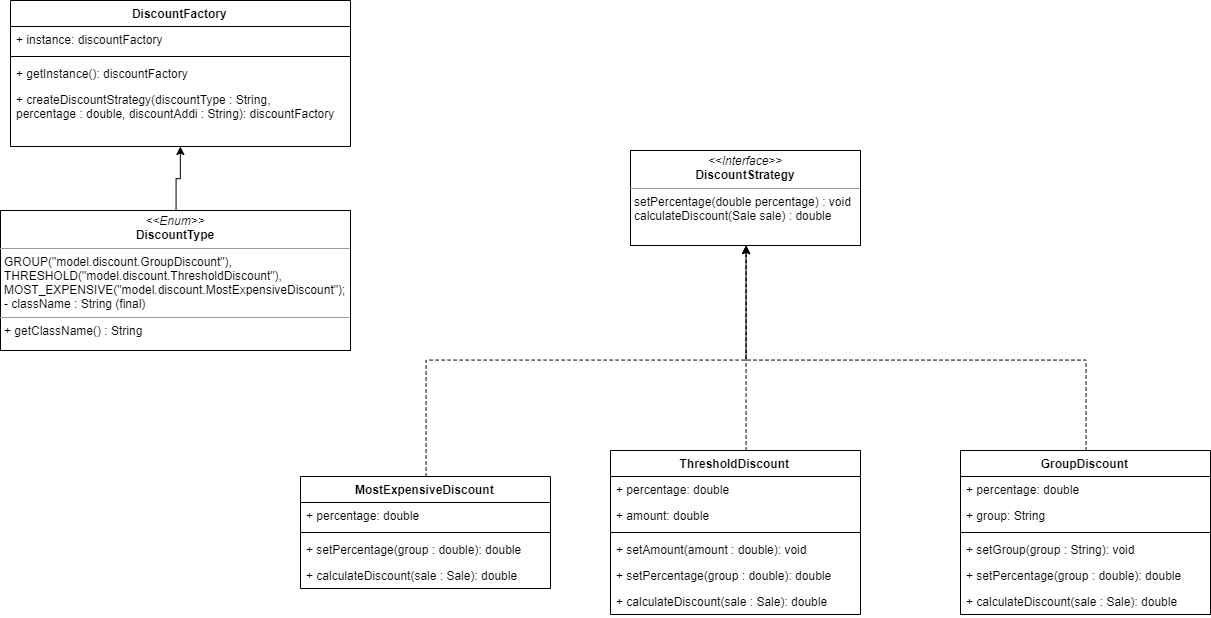 DiscountFactory
+ instance: discountFactory
+ getInstance(): discountFactory
+ createDiscountStrategy(discountType : String,
percentage : double, discountAddi : String): discountFactory
<<Interface>>
DiscountStrategy
setPercentage(double percentage) : void
calculateDiscount(Sale sale) : double
<<Enum>>
DiscountType
GROUP("model.discount.GroupDiscount"),
THRESHOLD("model.discount.ThresholdDiscount"),
MOST_EXPENSIVE("model.discount.MostExpensiveDiscount");
- className : String (final)
+ getClassName() : String
MostExpensiveDiscount
+ percentage: double
+ setPercentage(group : double): double
+ calculateDiscount(sale : Sale): double
ThresholdDiscount
+ percentage: double
+ amount: double
+ setAmount(amount : double): void
+ setPercentage(group : double): double
+ calculateDiscount(sale : Sale): double
GroupDiscount
+ percentage: double
+ group: String
+ setGroup(group : String): void
+ setPercentage(group : double): double
+ calculateDiscount(sale : Sale): double